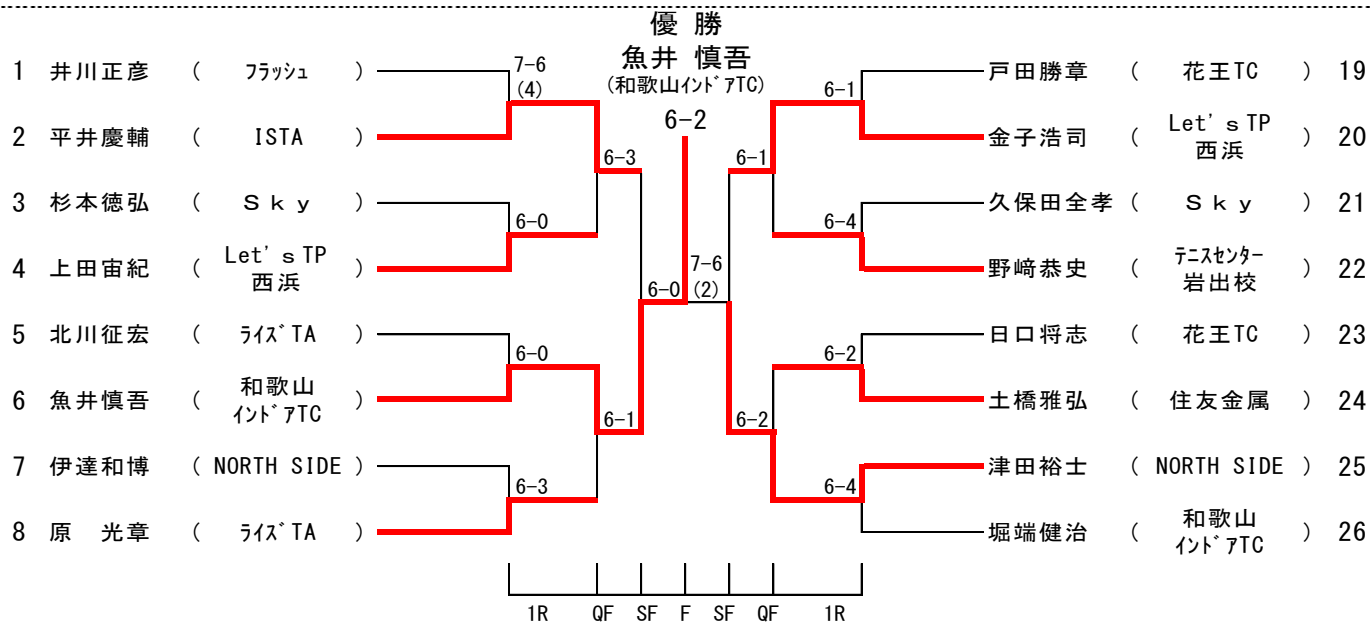 優 勝
魚井 慎吾
(和歌山インドアTC)
6-2
1 井川正彦 ( フラッシュ )
7-6
(4)
2 平井慶輔 ( ISTA )
6-3
3 杉本徳弘 ( Sky )
6-0
4 上田宙紀 ( Let's TP
西浜 )
6-0
7-6
(2)
5 北川征宏 ( ライズTA )
6-0
6 魚井慎吾 ( 和歌山
インドアTC )
6-1
7 伊達和博 ( NORTH SIDE )
6-3
8 原 光章 ( ライズTA )
戸田勝章 ( 花王TC ) 19
6-1
金子浩司 ( Let's TP
西浜 ) 20
6-1
久保田全孝 ( Sky ) 21
6-4
野﨑恭史 ( テニスセンター
岩出校 ) 22
日口将志 ( 花王TC ) 23
6-2
土橋雅弘 ( 住友金属 ) 24
6-2
津田裕士 ( NORTH SIDE ) 25
6-4
堀端健治 ( 和歌山
インドアTC ) 26
1R QF SF F SF QF 1R